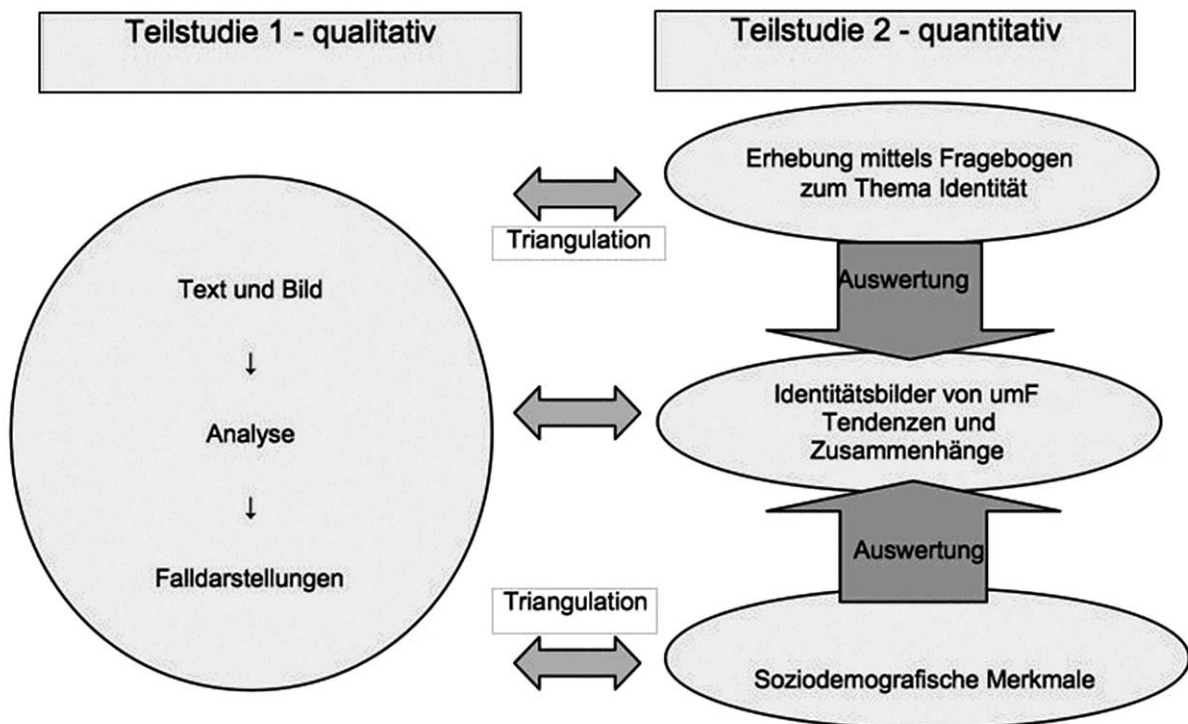 Teilstudie 1 - qualitativ
Teilstudie 2 - quantitativ
Text und Bild
↓
Analyse
↓
Falldarstellungen
Triangulation
Triangulation
Erhebung mittels Fragebogen
zum Thema Identität
Auswertung
Identitätsbilder von umF
Tendenzen und
Zusammenhänge
Auswertung
Soziodemografische Merkmale